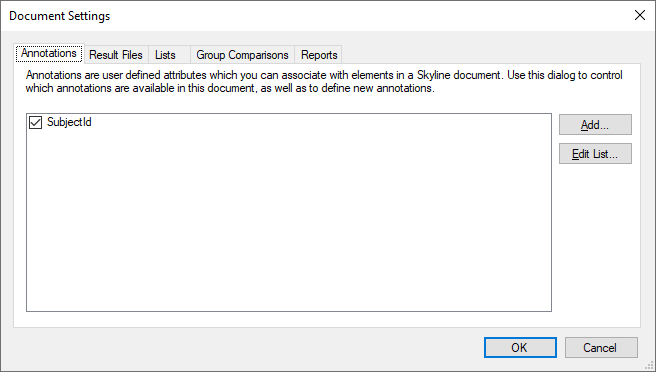 Document Settings
Annotations Result Files Lists Group Comparisons Reports
Annotations are user defined attributes which you can associate with elements in a Skyline document. Use this dialog to control
which annotations are available in this document, as well as to define new annotations.
SubjectId
Add...
Edit List...
OK Cancel